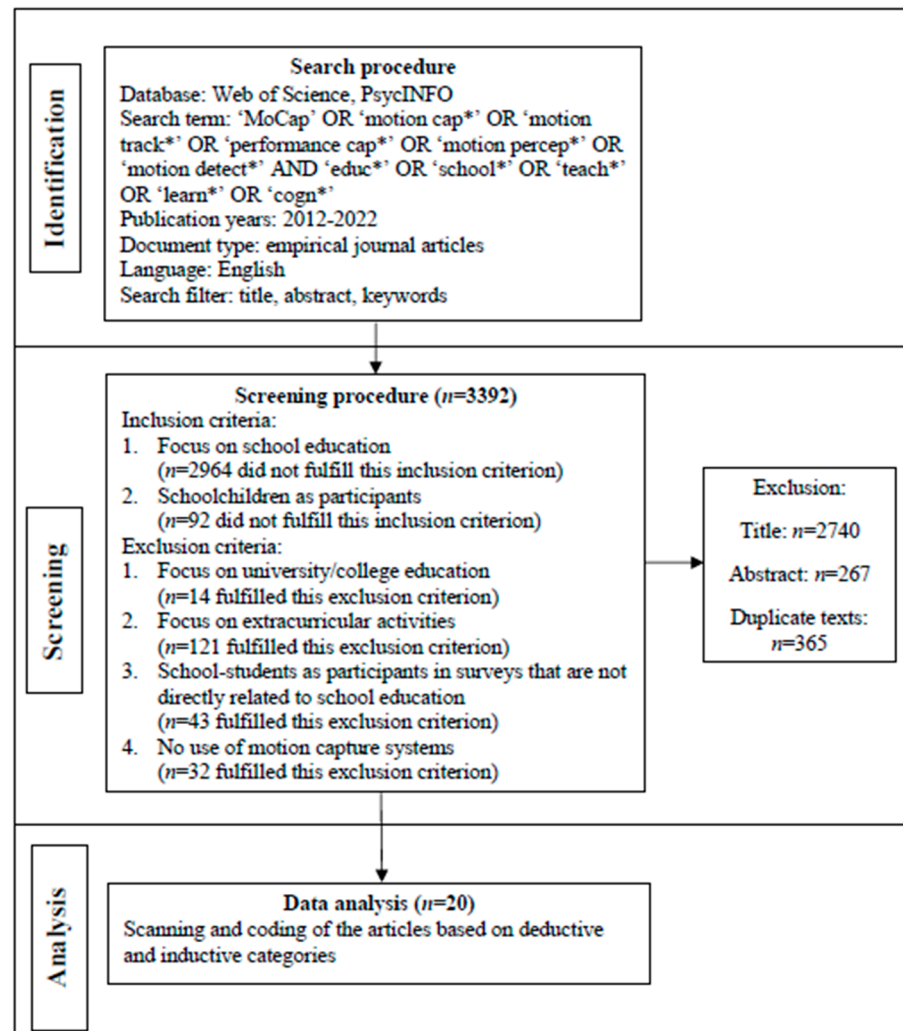 Identification
Search procedure
Database: Web of Science, PsycINFO
Search term: ‘MoCap’ OR ‘motion cap*’ OR ‘motion
track*’ OR ‘performance cap*’ OR ‘motion percep*’ OR
‘motion detect*’ AND ‘educ*’ OR ‘school*’ OR ‘teach*’
OR ‘learn*’ OR ‘cogn*’
Publication years: 2012-2022
Document type: empirical journal articles
Language: English
Search filter: title, abstract, keywords
Screening
Screening procedure (n=3392)
Inclusion criteria:
1. Focus on school education
(n=2964 did not fulfill this inclusion criterion)
2. Schoolchildren as participants
(n=92 did not fulfill this inclusion criterion)
Exclusion criteria:
1. Focus on university/college education
(n=14 fulfilled this exclusion criterion)
2. Focus on extracurricular activities
(n=121 fulfilled this exclusion criterion)
3. School-students as participants in surveys that are not
directly related to school education
(n=43 fulfilled this exclusion criterion)
4. No use of motion capture systems
(n=32 fulfilled this exclusion criterion)
Exclusion:
Title: n=2740
Abstract: n=267
Duplicate texts:
n=365
Analysis
Data analysis (n=20)
Scanning and coding of the articles based on deductive
and inductive categories